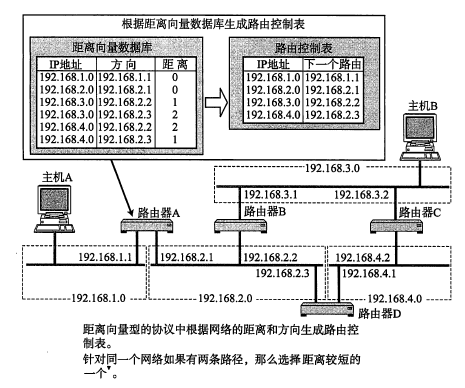 根据距离向量数据库生成路由控制表
距离向量数据库
IP地址 方向 距离
192.168.1.0 192.168.1.1 0
192.168.2.0 192.168.2.1 0
192.168.3.0 192.168.2.2 1
192.168.3.0 192.168.2.3 2
192.168.4.0 192.168.2.2 2
192.168.4.0 192.168.2.3 1
路由控制表
IP地址 下一个路由
192.168.1.0 192.168.1.1
192.168.2.0 192.168.2.1
192.168.3.0 192.168.2.2
192.168.4.0 192.168.2.3
主机B
192.168.3.0
主机A
192.168.3.1
192.168.3.2
路由器A
路由器B
路由器C
192.168.1.1
192.168.2.1
192.168.2.2
192.168.4.2
192.168.2.3
192.168.4.1
192.168.1.0
192.168.2.0
192.168.4.0
路由器D
距离向量型的协议中根据网络的距离和方向生成路由控
制表。
针对同一个网络如果有两条路径，那么选择距离较短的
一个▼。